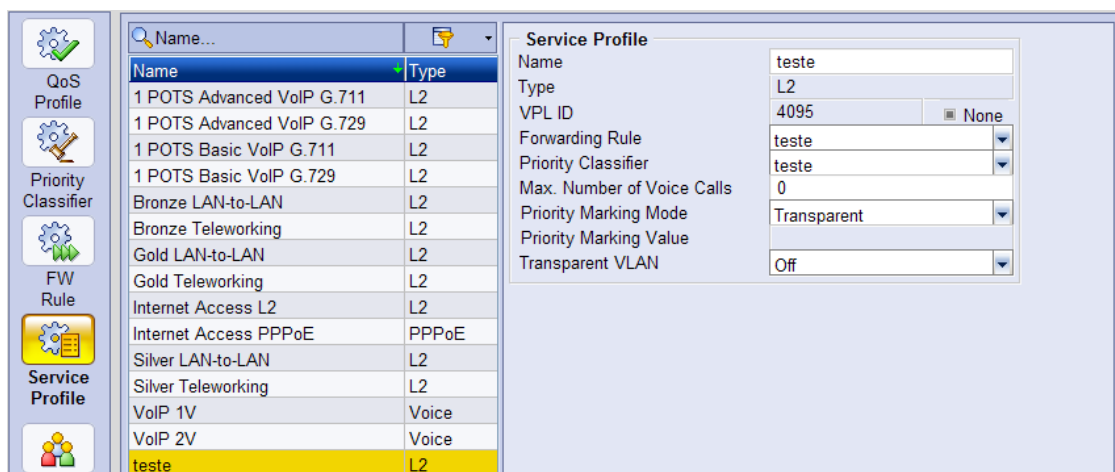 QoS
Profile
Priority
Classifier
FW
Rule
Service
Profile
Name...
Name Type
1 POTS Advanced VoIP G.711 L2
1 POTS Advanced VoIP G.729 L2
1 POTS Basic VoIP G.711 L2
1 POTS Basic VoIP G.729 L2
Bronze LAN-to-LAN L2
Bronze Teleworking L2
Gold LAN-to-LAN L2
Gold Teleworking L2
Internet Access L2 L2
Internet Access PPPoE PPPoE
Silver LAN-to-LAN L2
Silver Teleworking L2
VoIP 1V Voice
VoIP 2V Voice
teste L2
Service Profile
Name teste
Type L2
VPL ID 4095 None
Forwarding Rule teste
Priority Classifier teste
Max. Number of Voice Calls 0
Priority Marking Mode Transparent
Priority Marking Value
Transparent VLAN Off